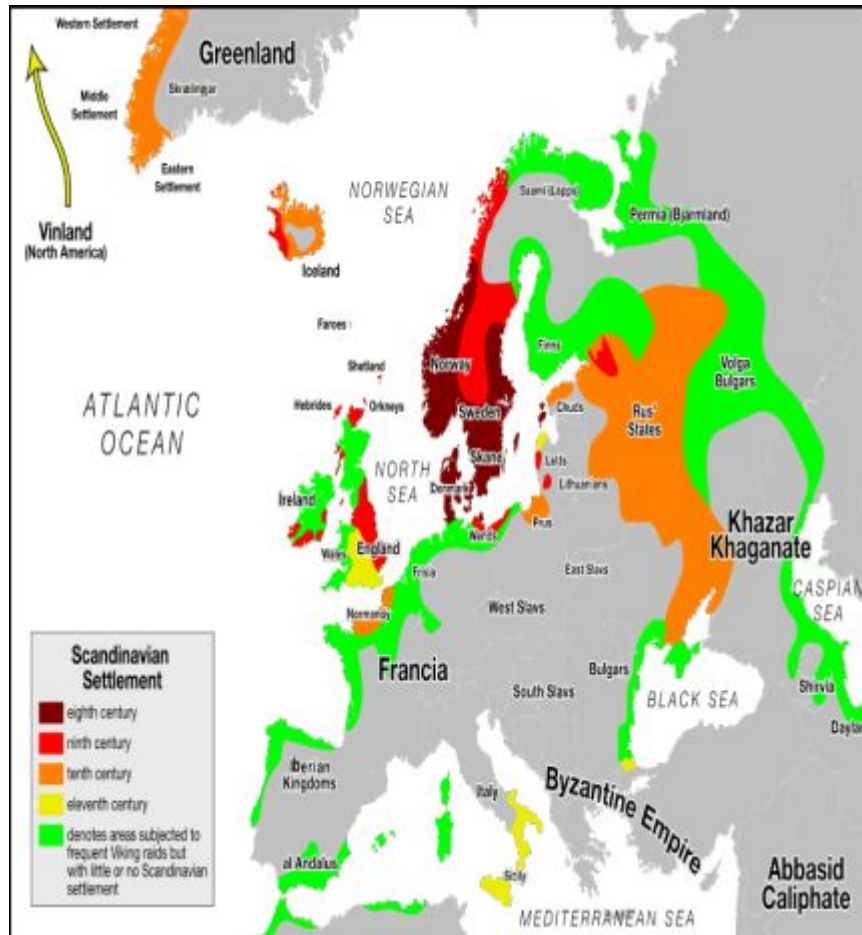 Western Settlement
Greenland
Skrælingjar
Middle
Settlement
Eastern
Settlement
Vinland
(North America)
NORWEGIAN
SEA
Iceland
Saami (Lapps)
Permia (Bjarmland)
Faroes
Shetland
Hebrides
Orkneys
Norway
Finns
Volga
Bulgars
ATLANTIC
OCEAN
Sweden
Chuds
Rus'
States
NORTH
SEA
Skane
Letts
Denmark
Lithuanians
Ireland
Wends
Prus
Khazar
Khaganate
Wales
England
Frisia
East Slavs
CASPIAN
SEA
Normandy
West Slavs
Francia
Bulgars
South Slavs
BLACK SEA
Shirvia
Daylam
Iberian
Kingdoms
Italy
Byzantine Empire
al Andalus
Sicily
Abbasid
Caliphate
MEDITERRANEAN SEA
Scandinavian
Settlement
eighth century
ninth century
tenth century
eleventh century
denotes areas subjected to
frequent Viking raids but
with little or no Scandinavian
settlement